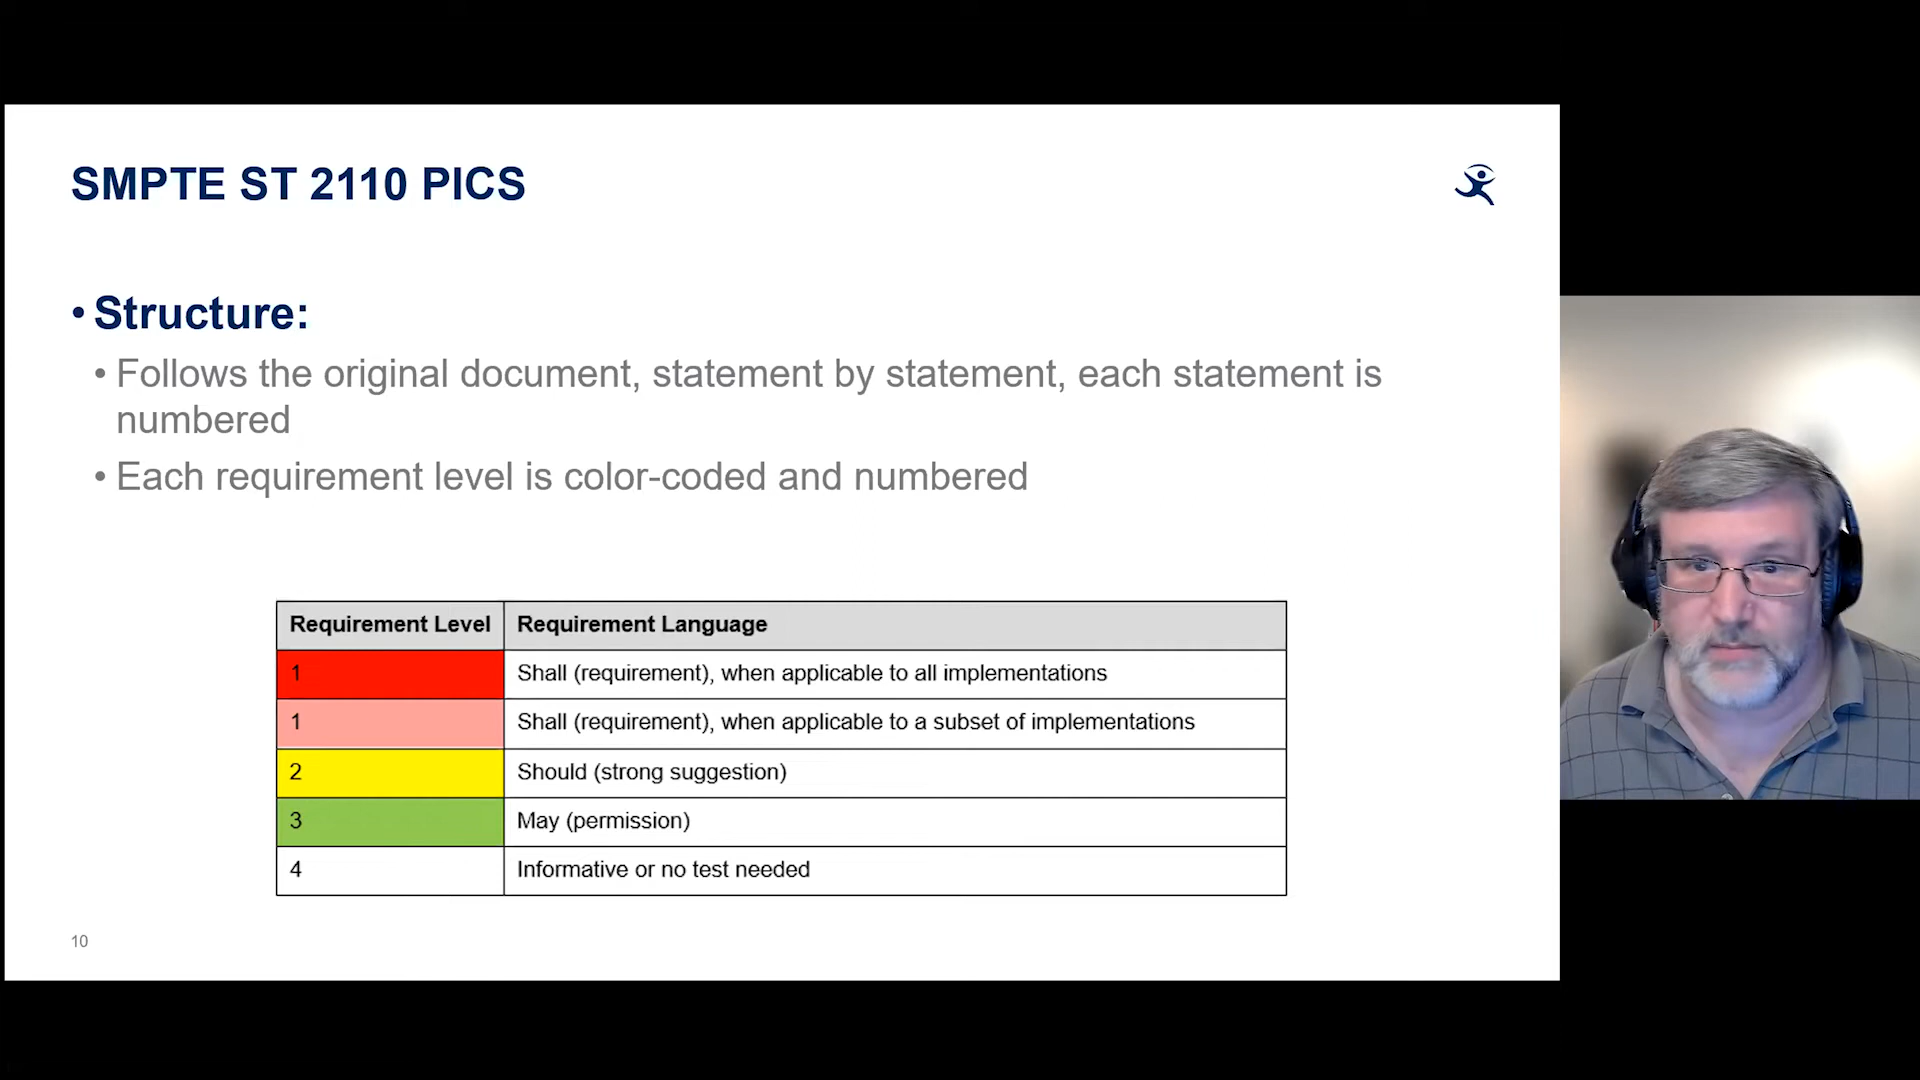 SMPTE ST 2110 PICS
• Structure:
• Follows the original document, statement by statement, each statement is
numbered
• Each requirement level is color-coded and numbered
Requirement Level Requirement Language
1 Shall (requirement), when applicable to all implementations
1 Shall (requirement), when applicable to a subset of implementations
2 Should (strong suggestion)
3 May (permission)
4 Informative or no test needed
10